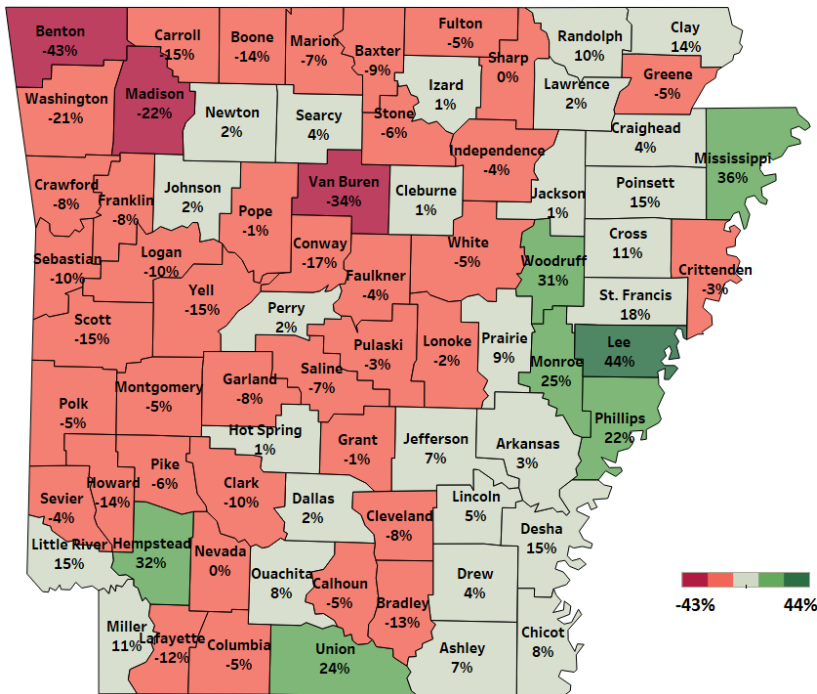 Benton
-43%
Carroll
-15%
Boone
-14%
Marion
-7%
Baxter
-9%
Fulton
-5%
Sharp
0%
Randolph
10%
Clay
14%
Washington
-21%
Madison
-22%
Newton
2%
Searcy
4%
Stone
-6%
Izard
1%
Lawrence
2%
Greene
-5%
Independence
-4%
Craighead
4%
Mississippi
36%
Crawford
-8%
Franklin
-8%
Johnson
2%
Pope
-1%
Van Buren
-34%
Cleburne
1%
Jackson
1%
Poinsett
15%
Sebastian
-10%
Logan
-10%
Conway
-17%
Faulkner
-4%
White
-5%
Woodruff
31%
Cross
11%
Crittenden
-3%
St. Francis
18%
Scott
-15%
Yell
-15%
Perry
2%
Pulaski
-3%
Lonoke
-2%
Prairie
9%
Monroe
25%
Lee
44%
Polk
-5%
Montgomery
-5%
Garland
-8%
Saline
-7%
Phillips
22%
Hot Spring
1%
Grant
-1%
Jefferson
7%
Arkansas
3%
Sevier
-4%
Howard
-14%
Pike
-6%
Clark
-10%
Dallas
2%
Cleveland
-8%
Lincoln
5%
Desha
15%
Little River
15%
Hempstead
32%
Nevada
0%
Ouachita
8%
Calhoun
-5%
Bradley
-13%
Drew
4%
Miller
11%
Lafayette
-12%
Columbia
-5%
Union
24%
Ashley
7%
Chicot
8%
-43% 44%